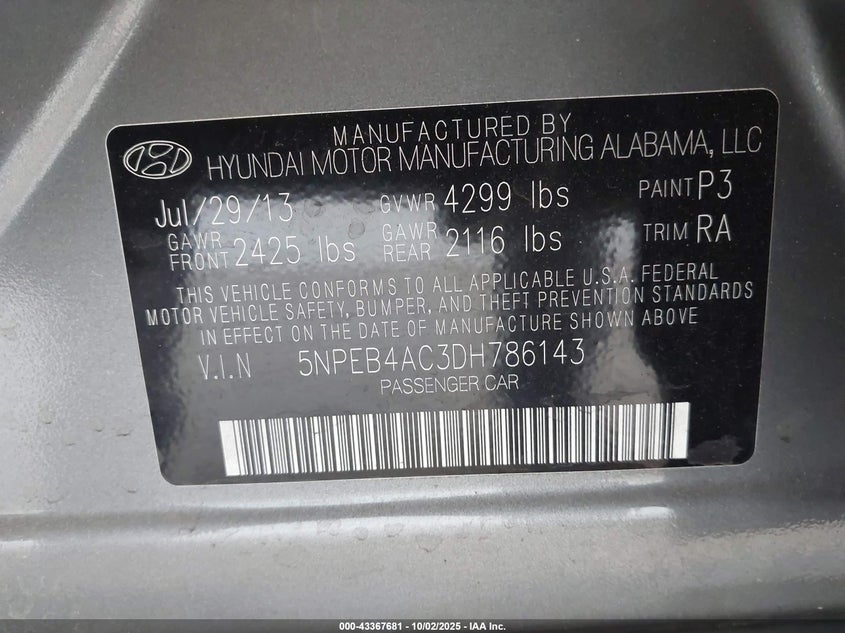 MANUFACTURED BY
HYUNDAI MOTOR MANUFACTURING ALABAMA, LLC
Jul/29/13 GVWR 4299 lbs PAINT P3
GAWR FRONT 2425 lbs GAWR REAR 2116 lbs TRIM RA
THIS VEHICLE CONFORMS TO ALL APPLICABLE U.S.A. FEDERAL
MOTOR VEHICLE SAFETY, BUMPER, AND THEFT PREVENTION STANDARDS
IN EFFECT ON THE DATE OF MANUFACTURE SHOWN ABOVE.
V.I.N 5NPEB4AC3DH786143
PASSENGER CAR
000-43367681 - 10/02/2025 - IAA Inc.